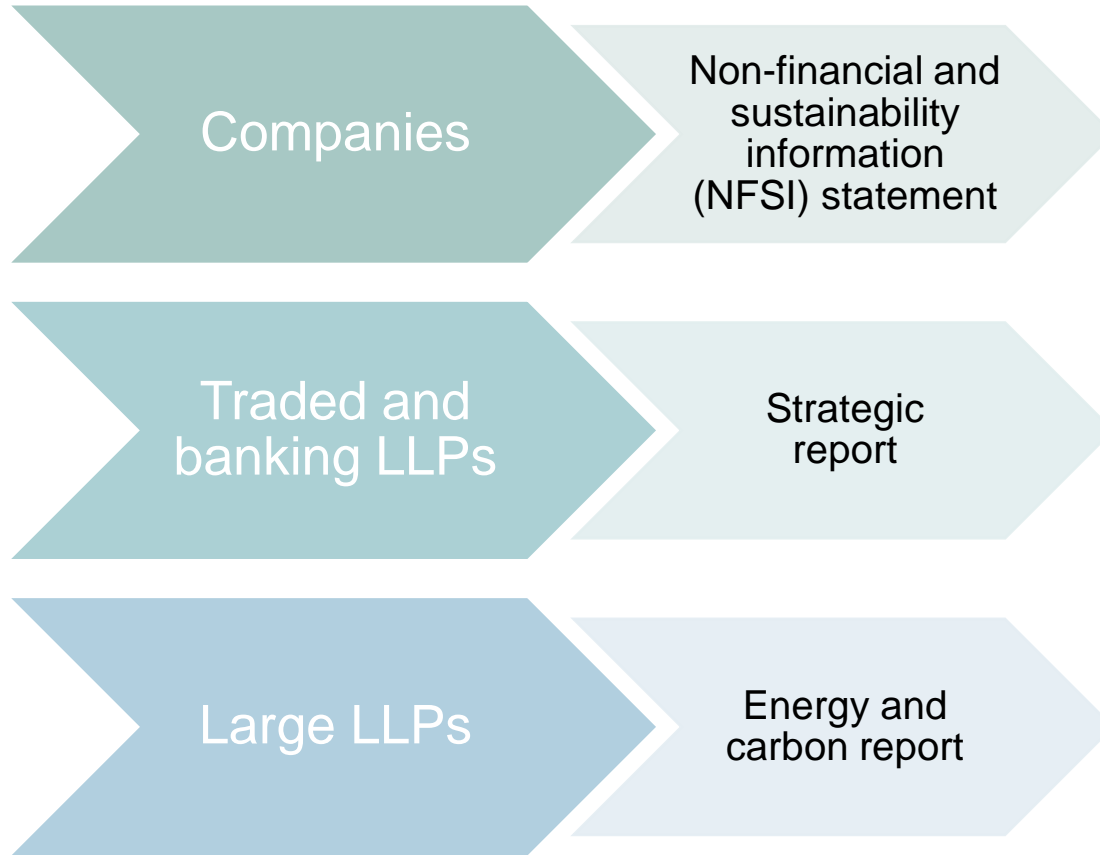 Companies
Non-financial and
sustainability
information
(NFSI) statement
Traded and
banking LLPs
Strategic
report
Large LLPs
Energy and
carbon report